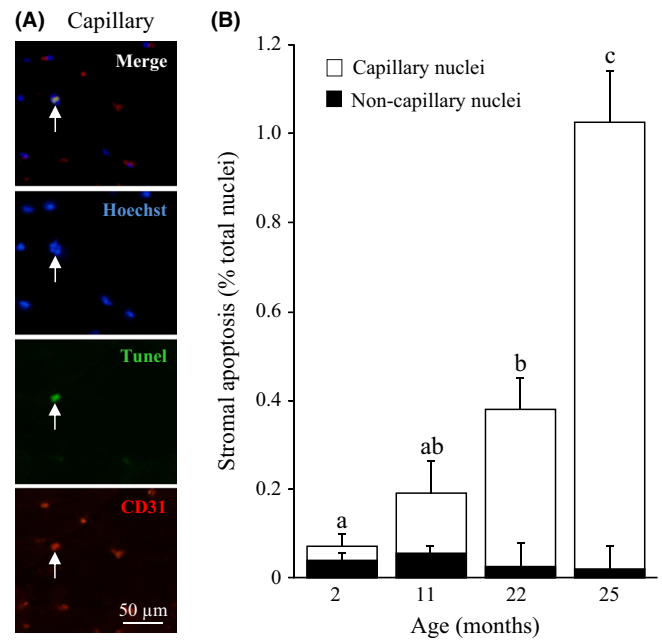 (A) Capillary
Merge
Hoechst
Tunel
CD31
50 µm
(B)
Stromal apoptosis (% total nuclei)
1.2
1.0
0.8
0.6
0.4
0.2
0
Capillary nuclei
Non-capillary nuclei
a
ab
b
c
2 11 22 25
Age (months)